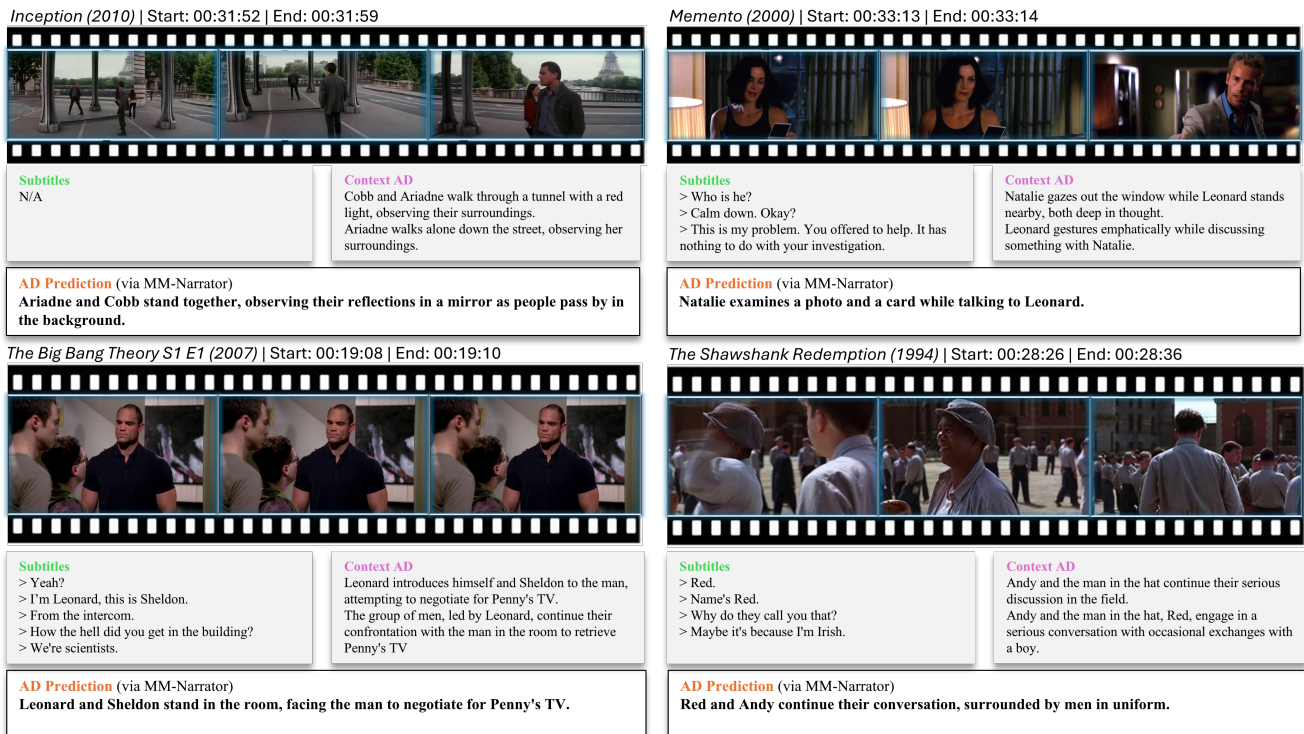 Inception (2010) | Start: 00:31:52 | End: 00:31:59
Subtitles
N/A
Context AD
Cobb and Ariadne walk through a tunnel with a red
light, observing their surroundings.
Ariadne walks alone down the street, observing her
surroundings.
AD Prediction (via MM-Narrator)
Ariadne and Cobb stand together, observing their reflections in a mirror as people pass by in
the background.
Memento (2000) | Start: 00:33:13 | End: 00:33:14
Subtitles
> Who is he?
> Calm down. Okay?
> This is my problem. You offered to help. It has
nothing to do with your investigation.
Context AD
Natalie gazes out the window while Leonard stands
nearby, both deep in thought.
Leonard gestures emphatically while discussing
something with Natalie.
AD Prediction (via MM-Narrator)
Natalie examines a photo and a card while talking to Leonard.
The Big Bang Theory S1 E1 (2007) | Start: 00:19:08 | End: 00:19:10
Subtitles
> Yeah?
> I'm Leonard, this is Sheldon.
> From the intercom.
> How the hell did you get in the building?
> We're scientists.
Context AD
Leonard introduces himself and Sheldon to the man,
attempting to negotiate for Penny's TV.
The group of men, led by Leonard, continue their
confrontation with the man in the room to retrieve
Penny's TV
AD Prediction (via MM-Narrator)
Leonard and Sheldon stand in the room, facing the man to negotiate for Penny's TV.
The Shawshank Redemption (1994) | Start: 00:28:26 | End: 00:28:36
Subtitles
> Red.
> Name's Red.
> Why do they call you that?
> Maybe it's because I'm Irish.
Context AD
Andy and the man in the hat continue their serious
discussion in the field.
Andy and the man in the hat, Red, engage in a
serious conversation with occasional exchanges with
a boy.
AD Prediction (via MM-Narrator)
Red and Andy continue their conversation, surrounded by men in uniform.